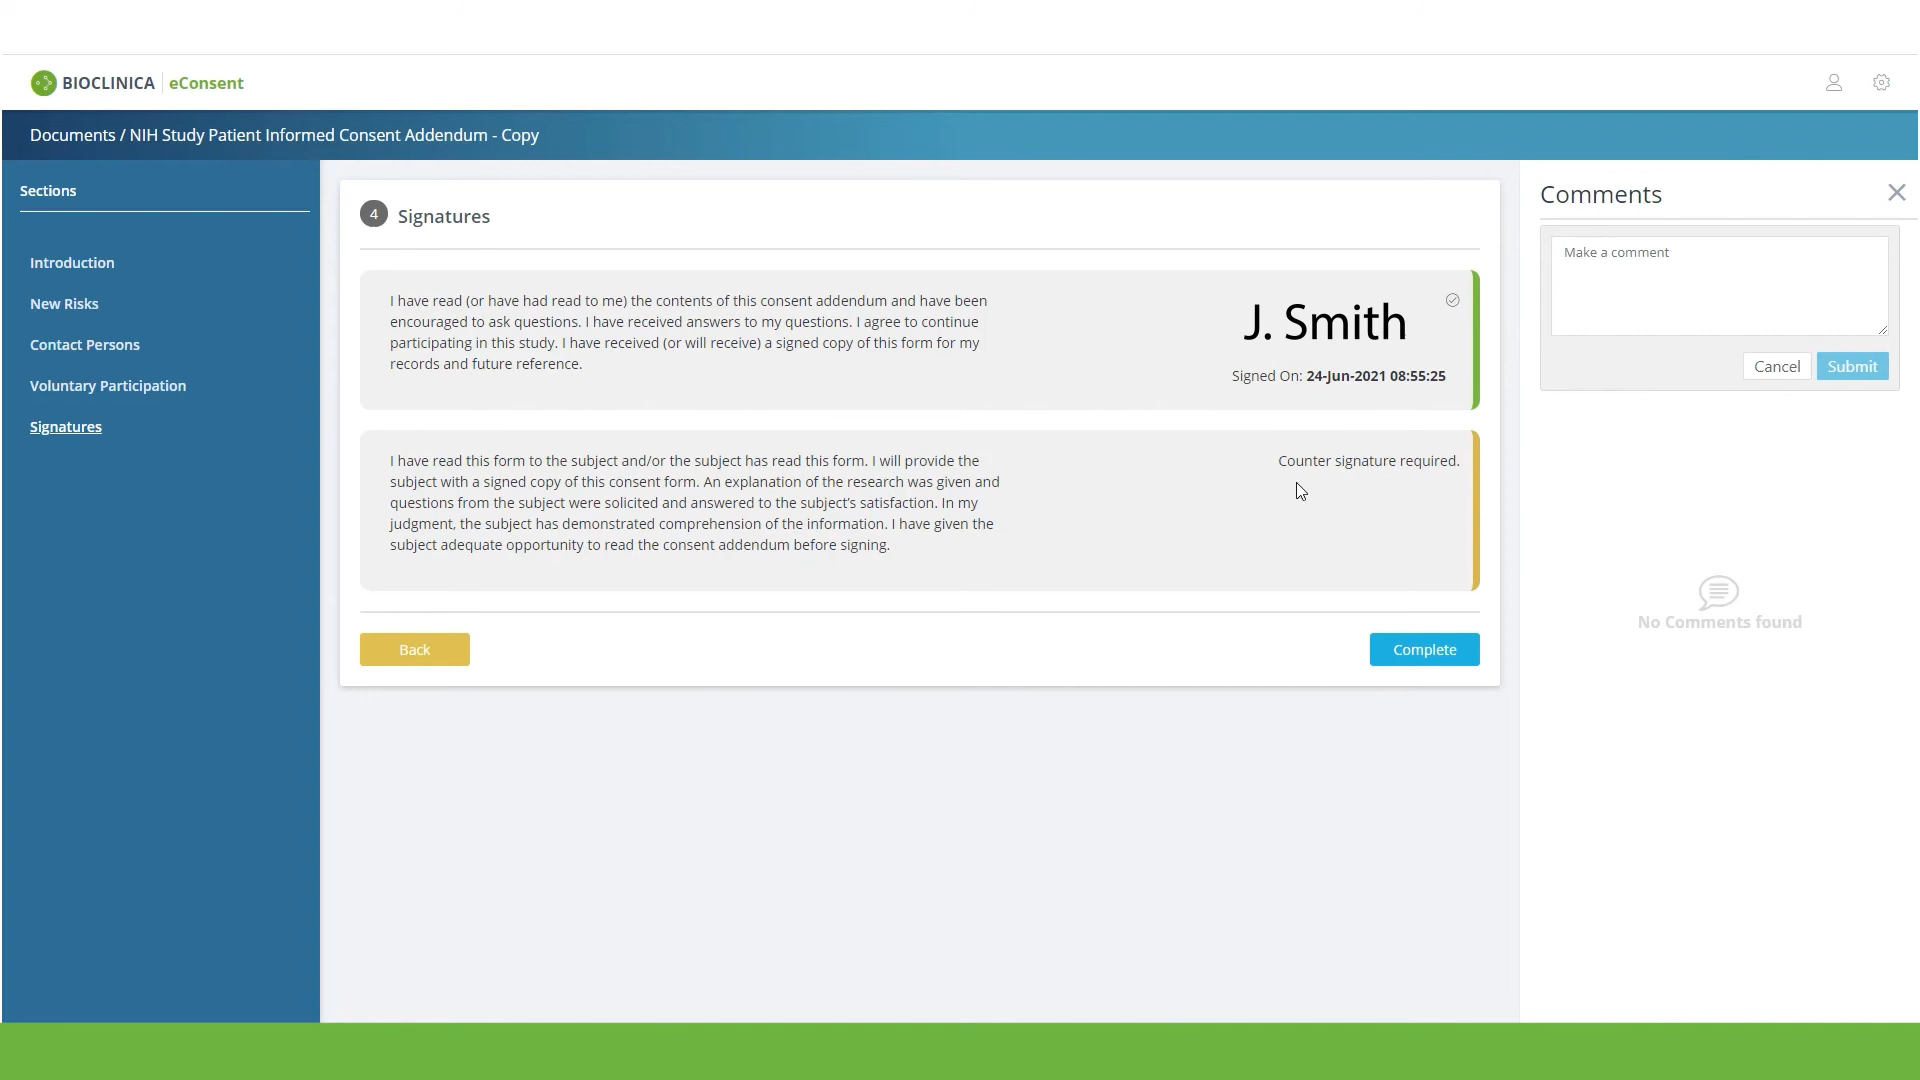 BIOCLINICA eConsent
Documents / NIH Study Patient Informed Consent Addendum - Copy
Sections
Introduction
New Risks
Contact Persons
Voluntary Participation
Signatures
4 Signatures
I have read (or have had read to me) the contents of this consent addendum and have been
encouraged to ask questions. I have received answers to my questions. I agree to continue
participating in this study. I have received (or will receive) a signed copy of this form for my
records and future reference.
J. Smith
Signed On: 24-Jun-2021 08:55:25
I have read this form to the subject and/or the subject has read this form. I will provide the
subject with a signed copy of this consent form. An explanation of the research was given and
questions from the subject were solicited and answered to the subject's satisfaction. In my
judgment, the subject has demonstrated comprehension of the information. I have given the
subject adequate opportunity to read the consent addendum before signing.
Counter signature required.
Back
Complete
Comments
Make a comment
Cancel
Submit
No Comments found